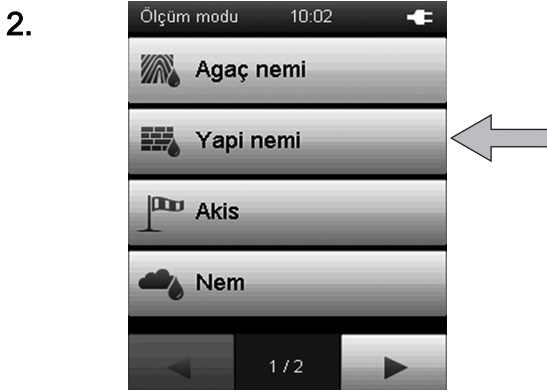 2.
Ölçüm modu 10:02
Agaç nemi
Yapi nemi
Akis
Nem
1 / 2